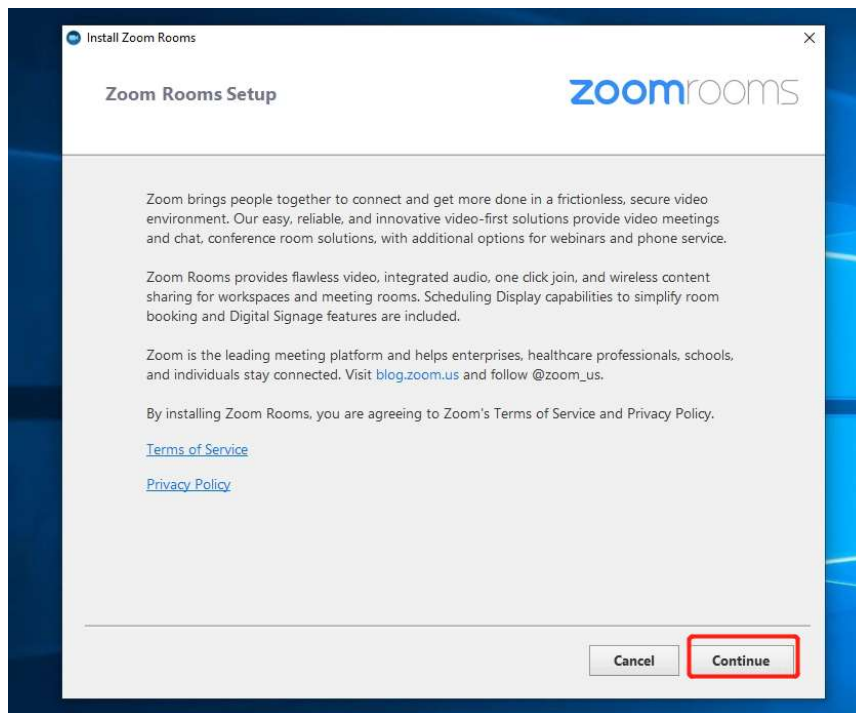 Install Zoom Rooms
Zoom Rooms Setup
zoomrooms
Zoom brings people together to connect and get more done in a frictionless, secure video
environment. Our easy, reliable, and innovative video-first solutions provide video meetings
and chat, conference room solutions, with additional options for webinars and phone service.
Zoom Rooms provides flawless video, integrated audio, one click join, and wireless content
sharing for workspaces and meeting rooms. Scheduling Display capabilities to simplify room
booking and Digital Signage features are included.
Zoom is the leading meeting platform and helps enterprises, healthcare professionals, schools,
and individuals stay connected. Visit blog.zoom.us and follow @zoom_us.
By installing Zoom Rooms, you are agreeing to Zoom's Terms of Service and Privacy Policy.
Terms of Service
Privacy Policy
Cancel Continue